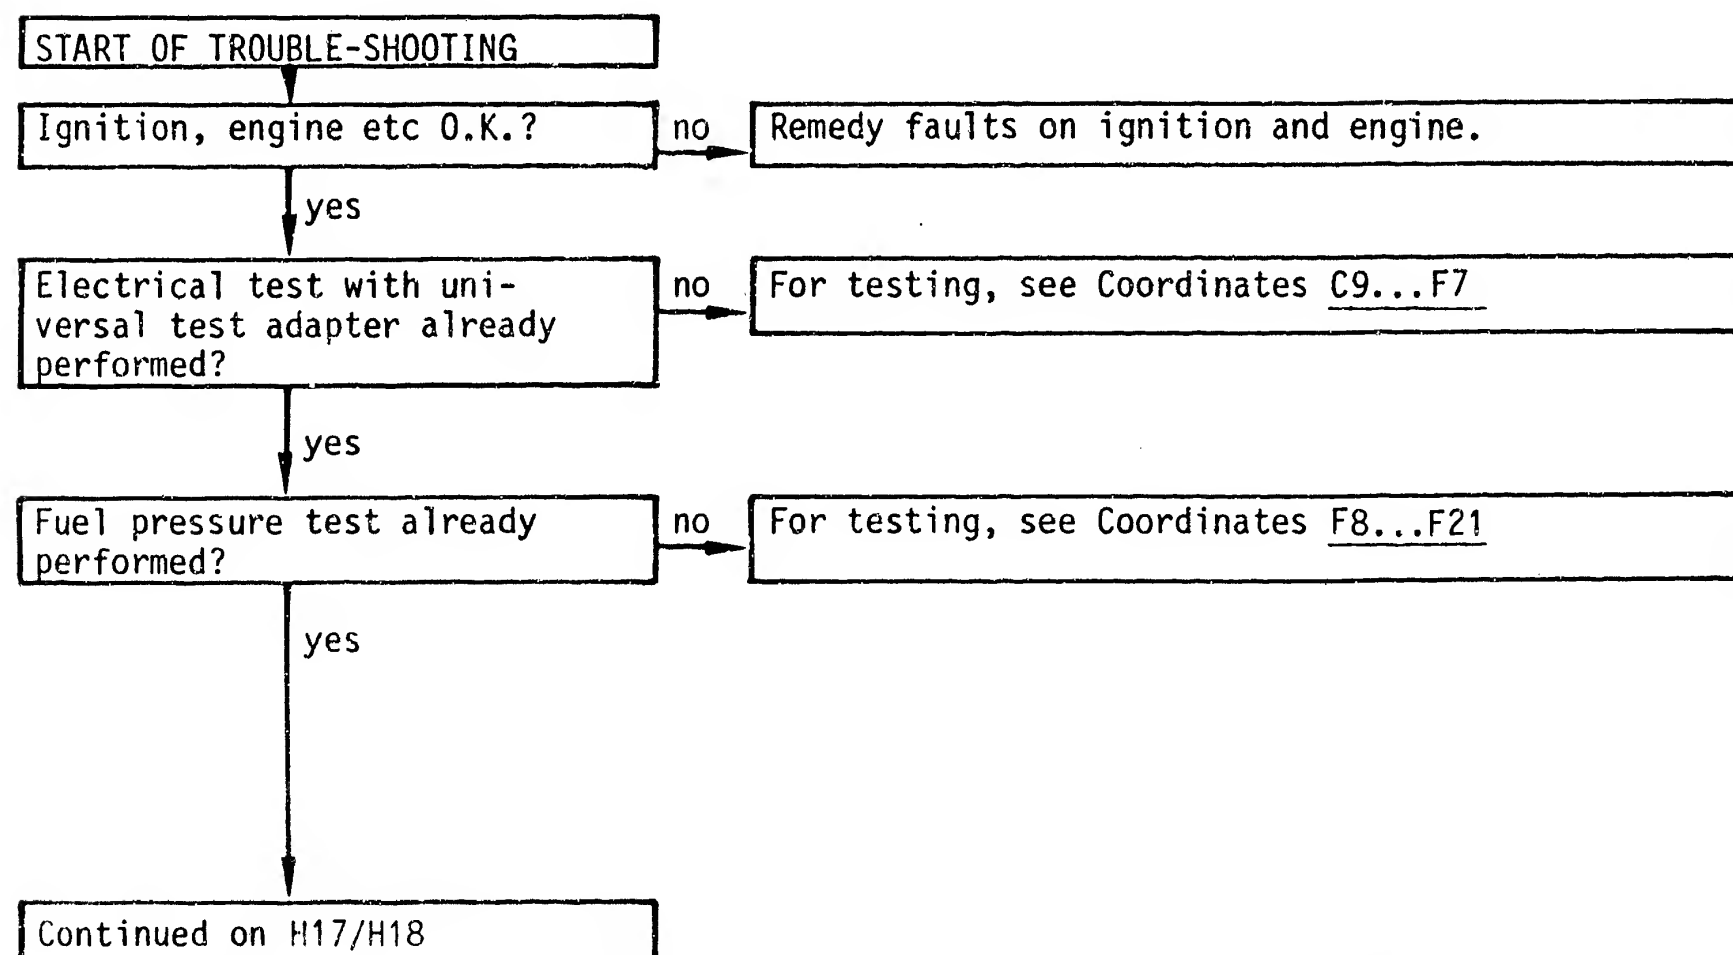 START OF TROUBLE-SHOOTING
Ignition, engine etc O.K.?
no
Remedy faults on ignition and engine.
yes
Electrical test with uni-
versal test adapter already
performed?
no
For testing, see Coordinates C9...F7
yes
Fuel pressure test already
performed?
no
For testing, see Coordinates F8...F21
yes
Continued on H17/H18